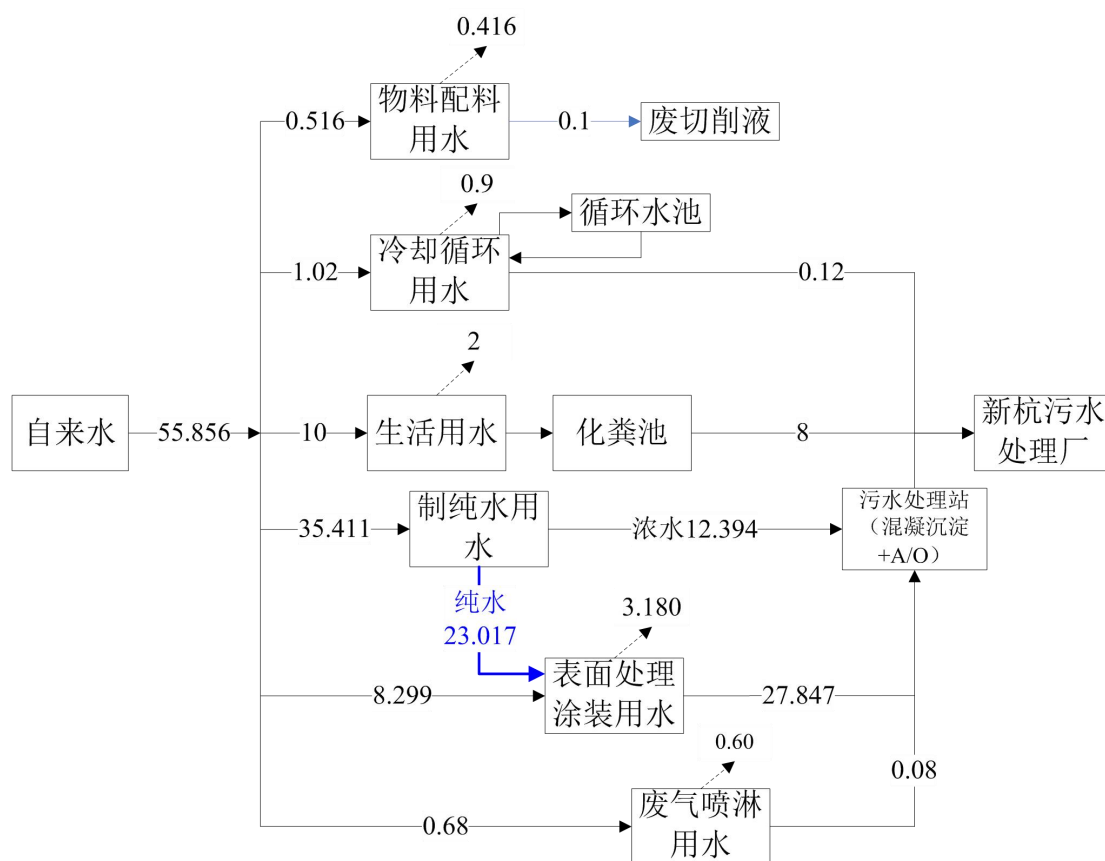 0.416
物料配料
用水
0.516
0.1
废切削液
0.9
循环水池
冷却循环
用水
1.02
0.12
2
自来水
55.856
10
生活用水
化粪池
8
新杭污水
处理厂
制纯水用
水
35.411
浓水12.394
污水处理站
（混凝沉淀
+A/O）
纯水
23.017
3.180
表面处理
涂装用水
8.299
27.847
0.60
0.08
废气喷淋
用水
0.68